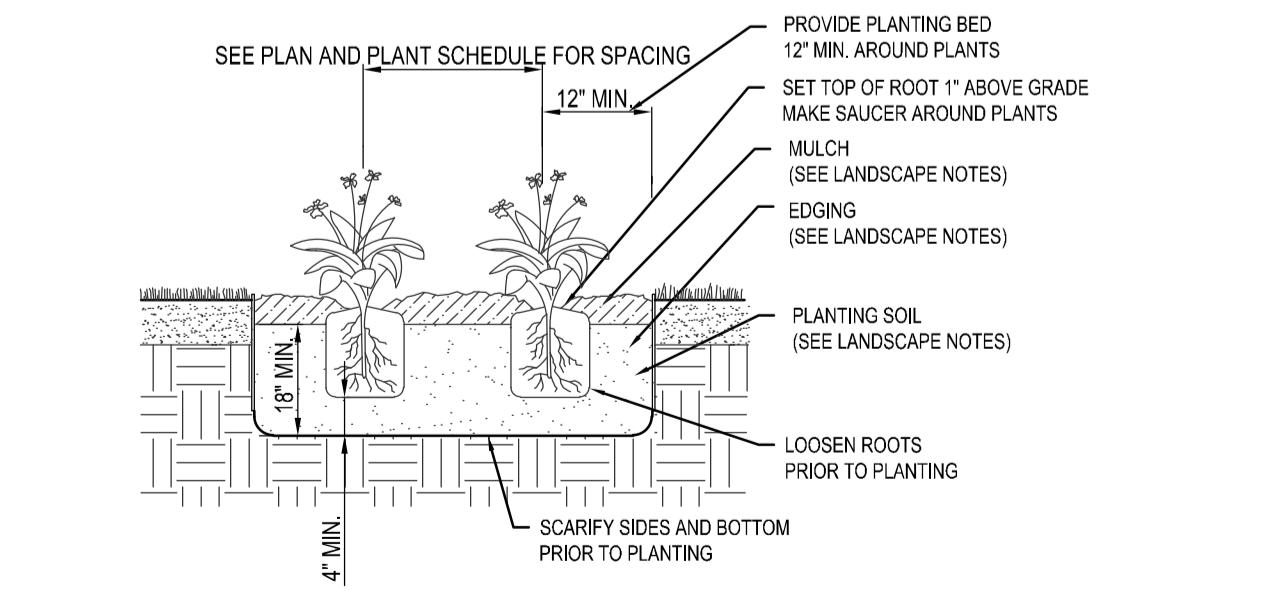 SEE PLAN AND PLANT SCHEDULE FOR SPACING
12" MIN.
PROVIDE PLANTING BED
12" MIN. AROUND PLANTS
SET TOP OF ROOT 1" ABOVE GRADE
MAKE SAUCER AROUND PLANTS
MULCH
(SEE LANDSCAPE NOTES)
EDGING
(SEE LANDSCAPE NOTES)
PLANTING SOIL
(SEE LANDSCAPE NOTES)
18" MIN.
LOOSEN ROOTS
PRIOR TO PLANTING
SCARIFY SIDES AND BOTTOM
PRIOR TO PLANTING
4" MIN.